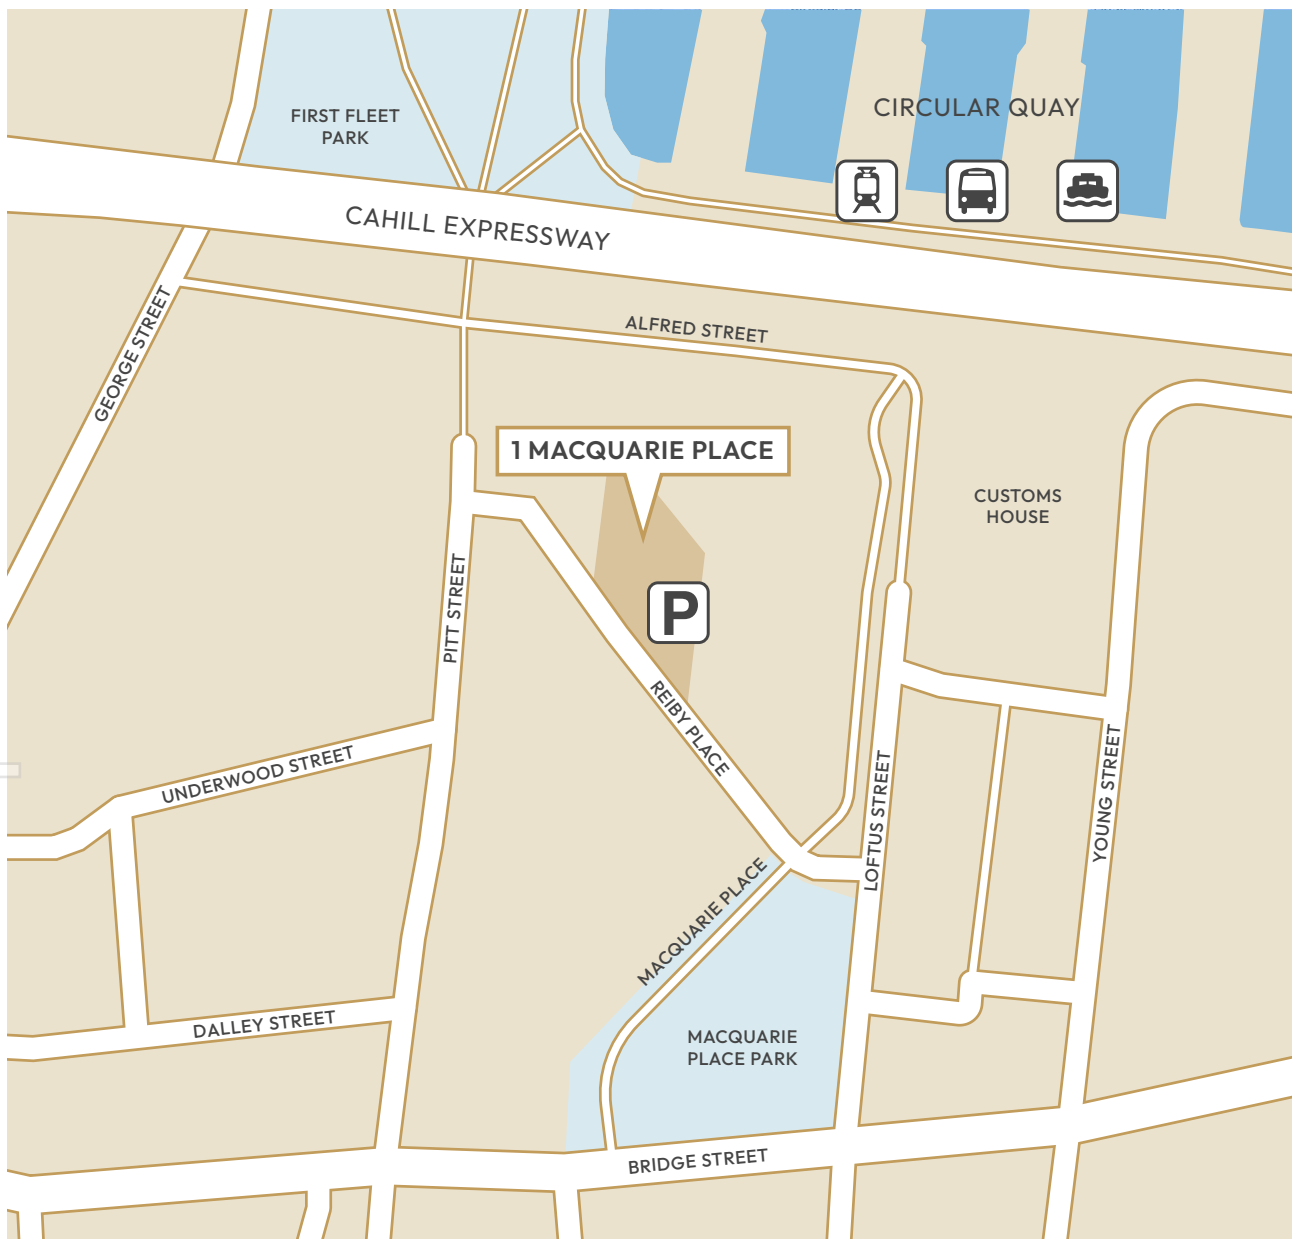 FIRST FLEET
PARK
CIRCULAR QUAY
CAHILL EXPRESSWAY
GEORGE STREET
ALFRED STREET
1 MACQUARIE PLACE
CUSTOMS
HOUSE
PITT STREET
P
REIBY PLACE
UNDERWOOD STREET
LOFTUS STREET
YOUNG STREET
MACQUARIE PLACE
DALLEY STREET
MACQUARIE
PLACE PARK
BRIDGE STREET